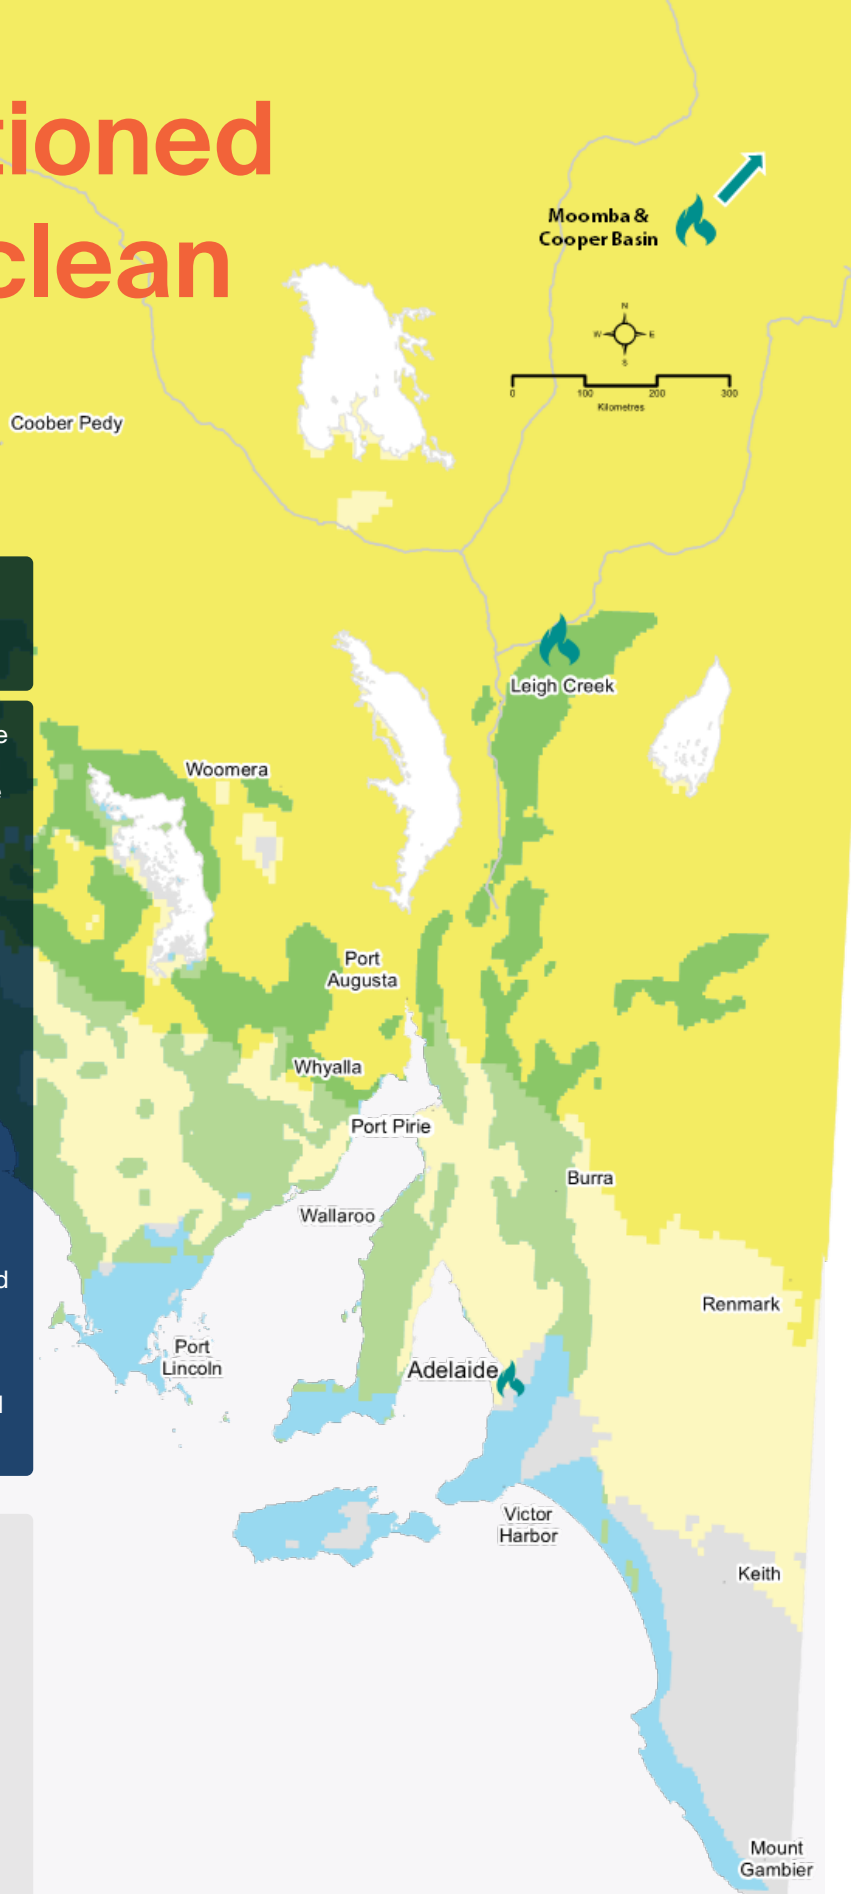 tioned
clean
Moomba &
Cooper Basin
N
W E
S
0 100 200 300
Kilometres
Coober Pedy
Leigh Creek
e
Woomera
Port
Augusta
Whyalla
Port Pirie
Burra
Wallaroo
d
Renmark
Port
Lincoln
Adelaide
Victor
Harbor
Keith
Mount
Gambier